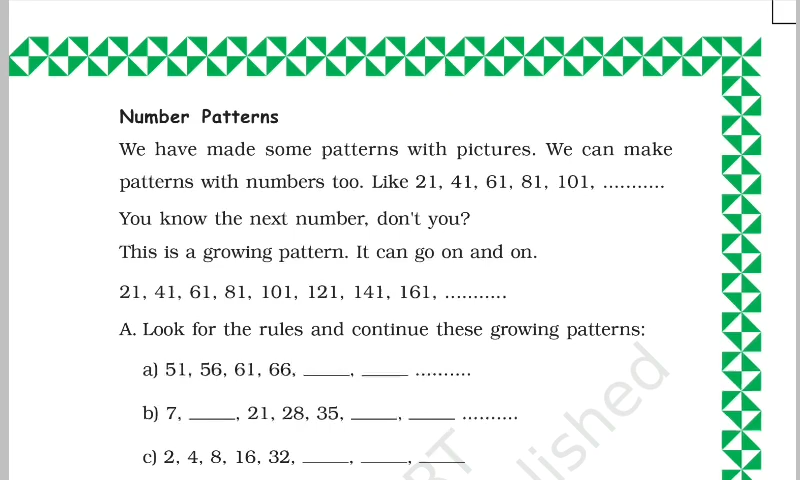 Number Patterns
We have made some patterns with pictures. We can make
patterns with numbers too. Like 21, 41, 61, 81, 101, ...........
You know the next number, don't you?
This is a growing pattern. It can go on and on.
21, 41, 61, 81, 101, 121, 141, 161, ...........
A. Look for the rules and continue these growing patterns:
a) 51, 56, 61, 66, _____, _____ ..........
b) 7, _____, 21, 28, 35, _____, _____ ..........
c) 2, 4, 8, 16, 32, _____, _____, _____